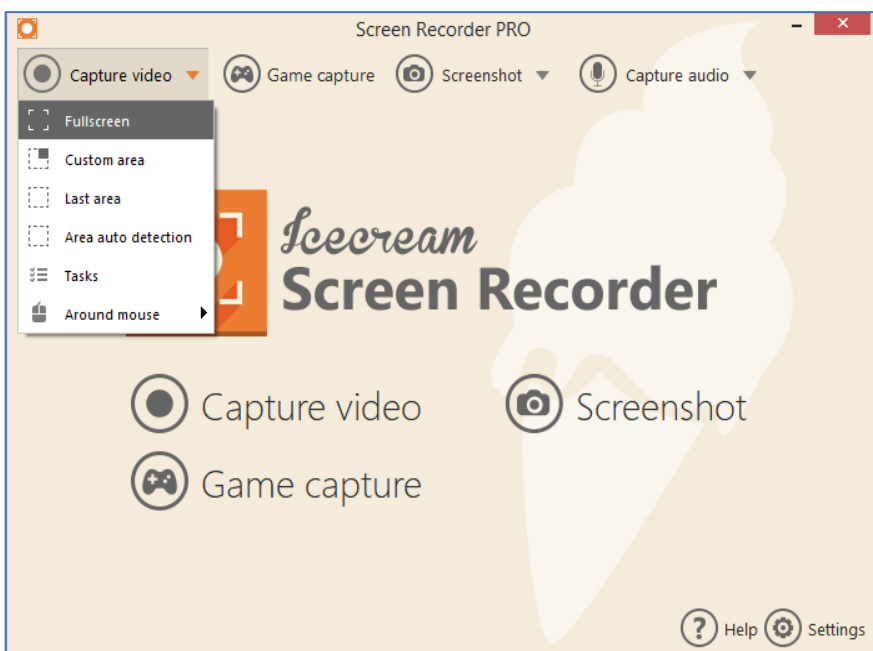 Screen Recorder PRO
Capture video Game capture Screenshot Capture audio
Fullscreen
Custom area
Last area
Area auto detection
Tasks
Around mouse
Icecream
Screen Recorder
Capture video Screenshot
Game capture
? Help Settings